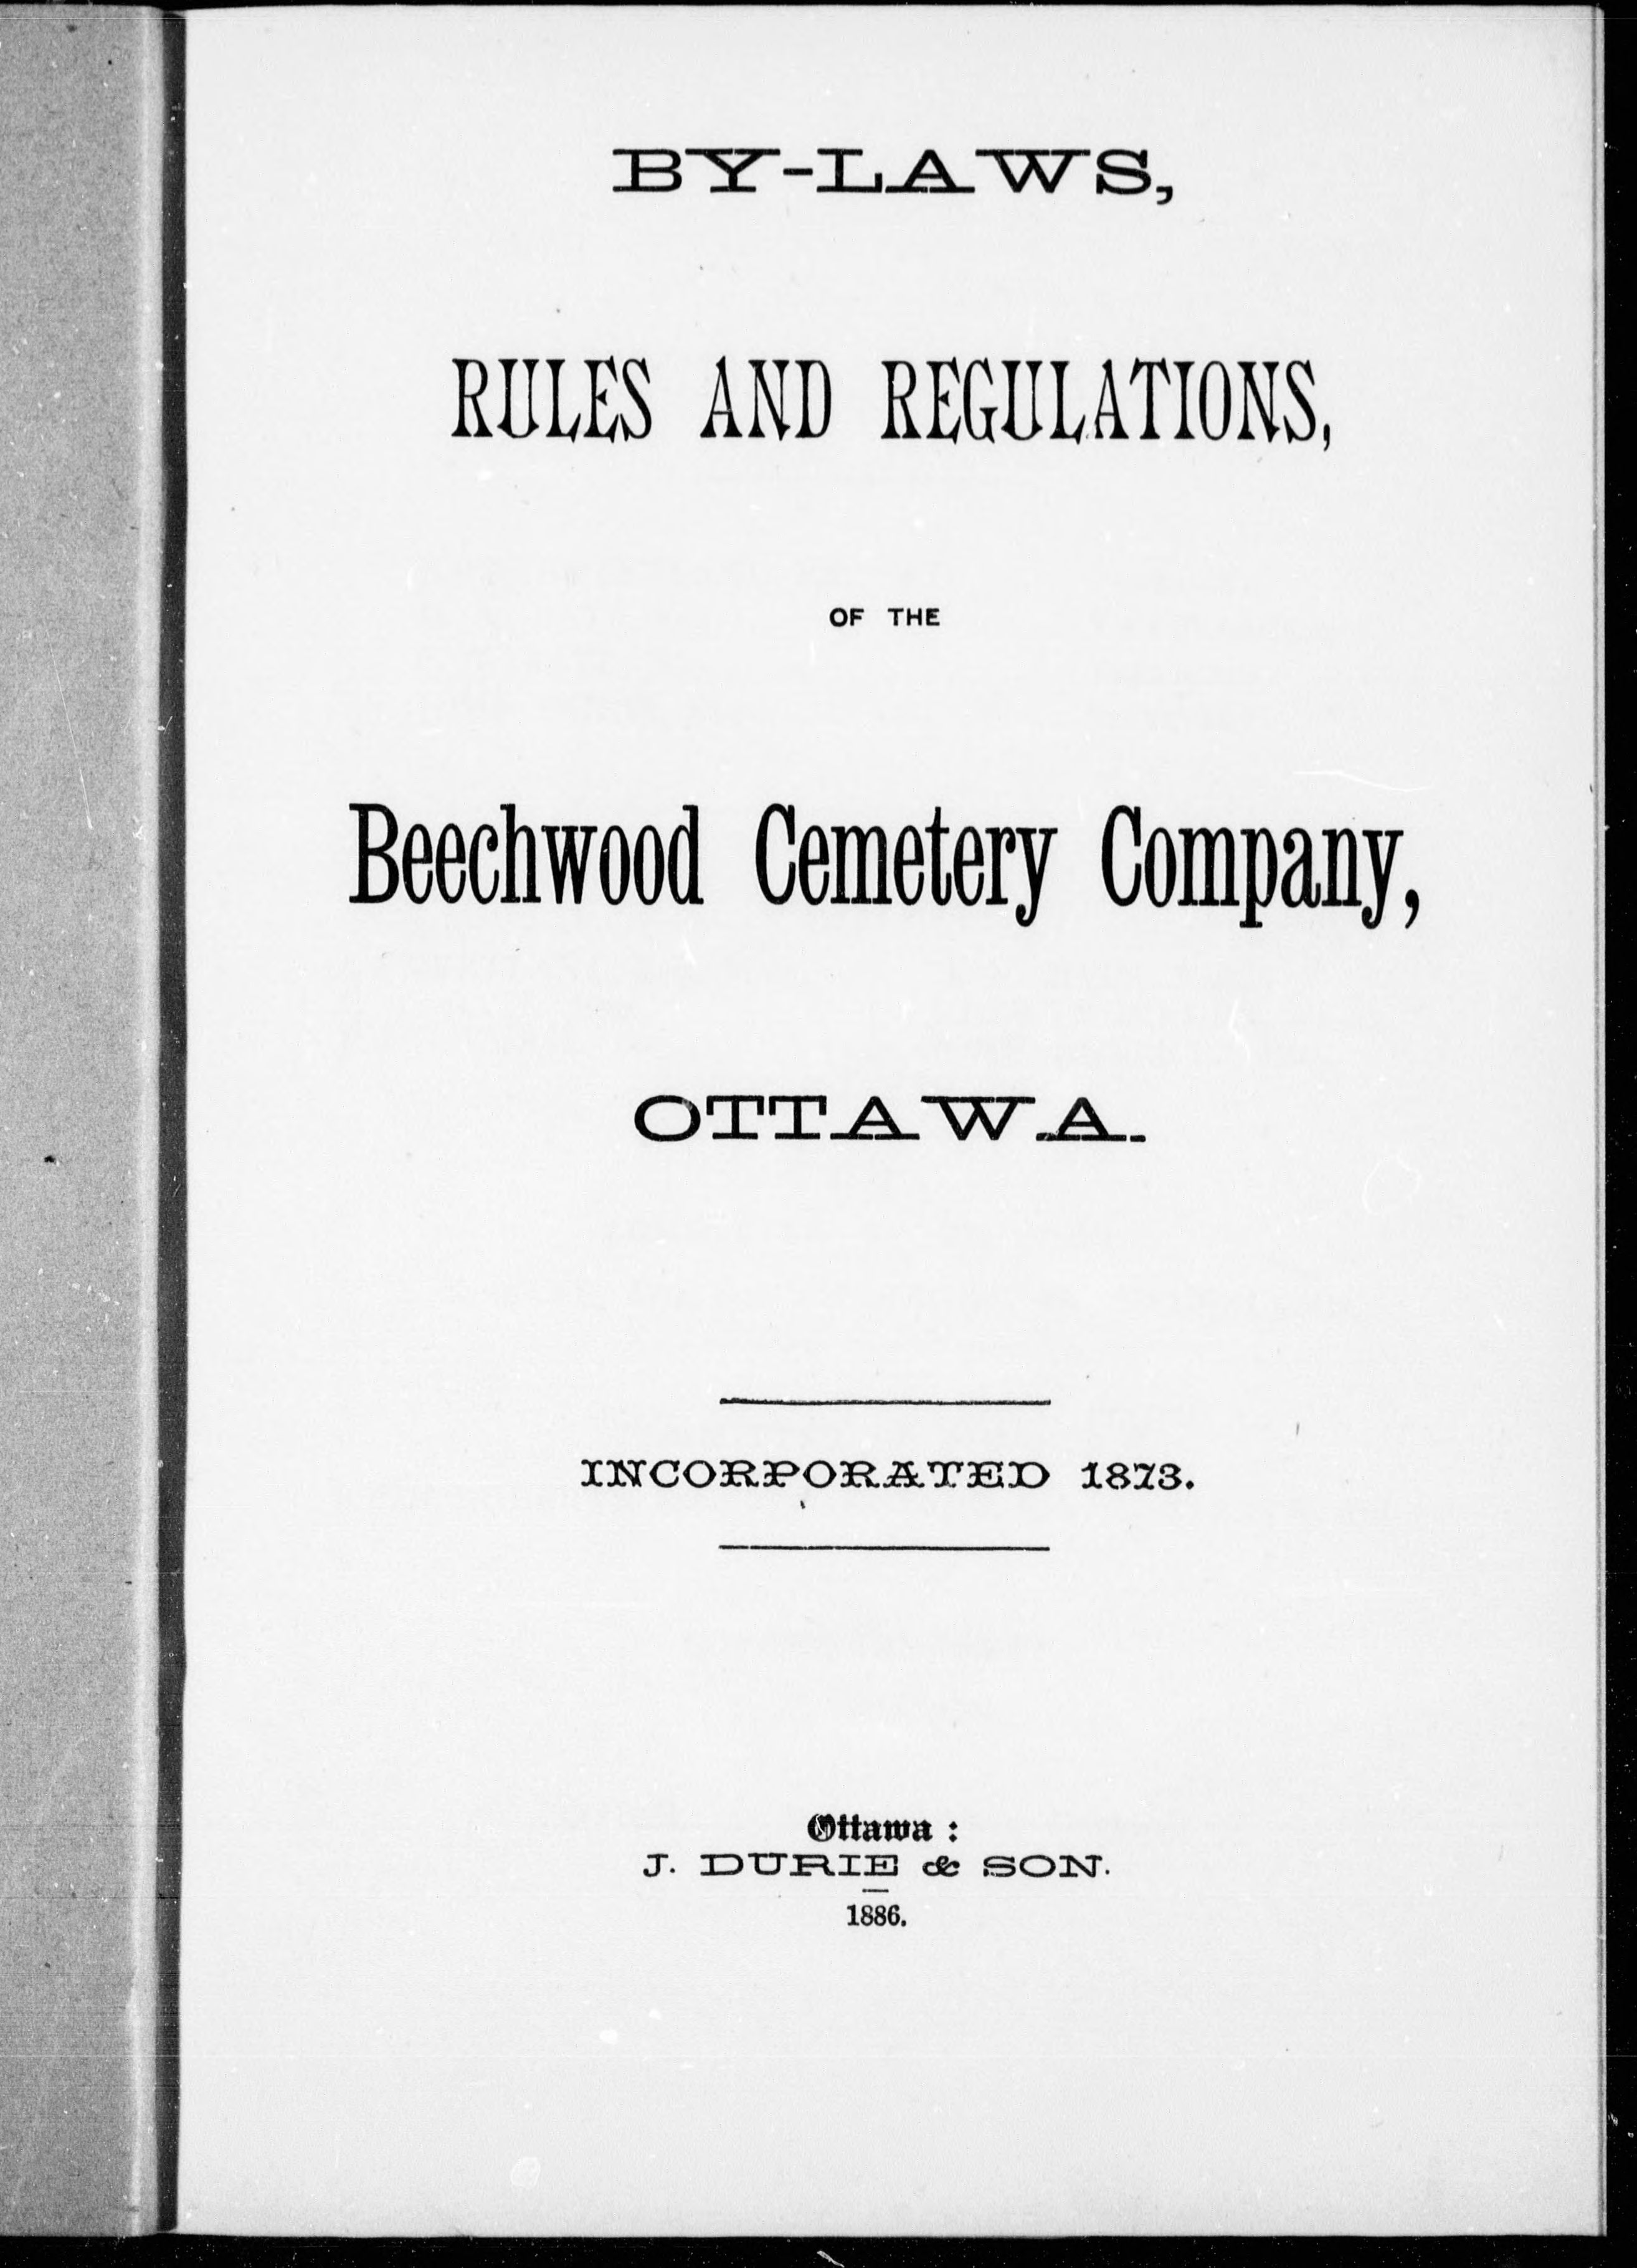 BY-LAWS,
RULES AND REGULATIONS,
OF THE
Beechwood Cemetery Company,
OTTAWA.
INCORPORATED 1873.
Ottawa :
J. DURIE & SON.
1886.